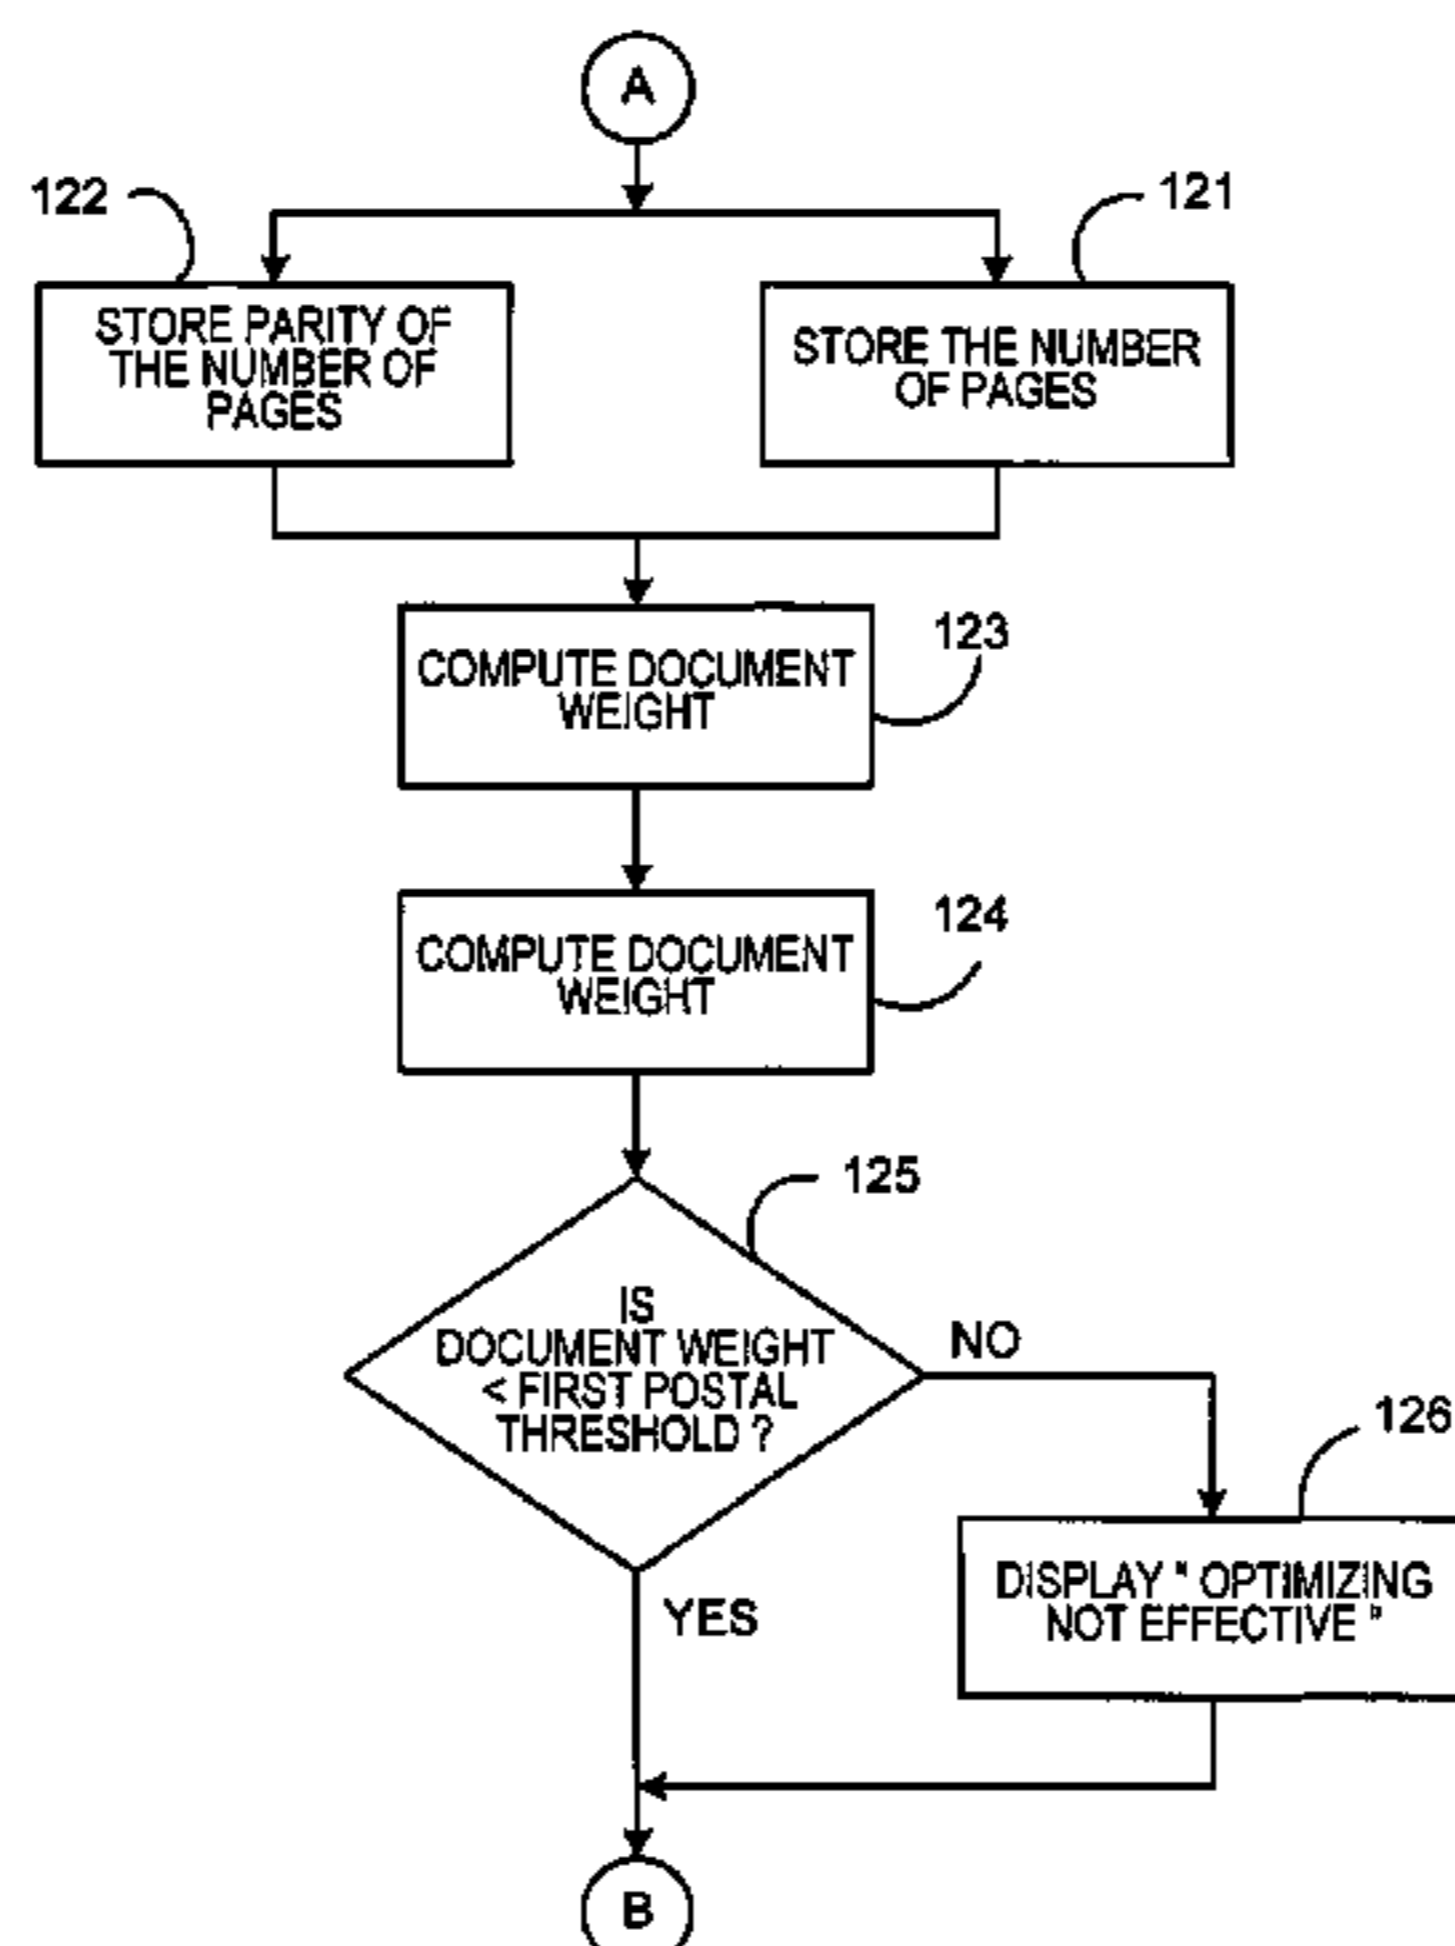 A
122
121
STORE PARITY OF
THE NUMBER OF
PAGES
STORE THE NUMBER
OF PAGES
COMPUTE DOCUMENT
WEIGHT
123
COMPUTE DOCUMENT
WEIGHT
124
125
IS
DOCUMENT WEIGHT
< FIRST POSTAL
THRESHOLD ?
NO
126
DISPLAY " OPTIMIZING
NOT EFFECTIVE "
YES
B